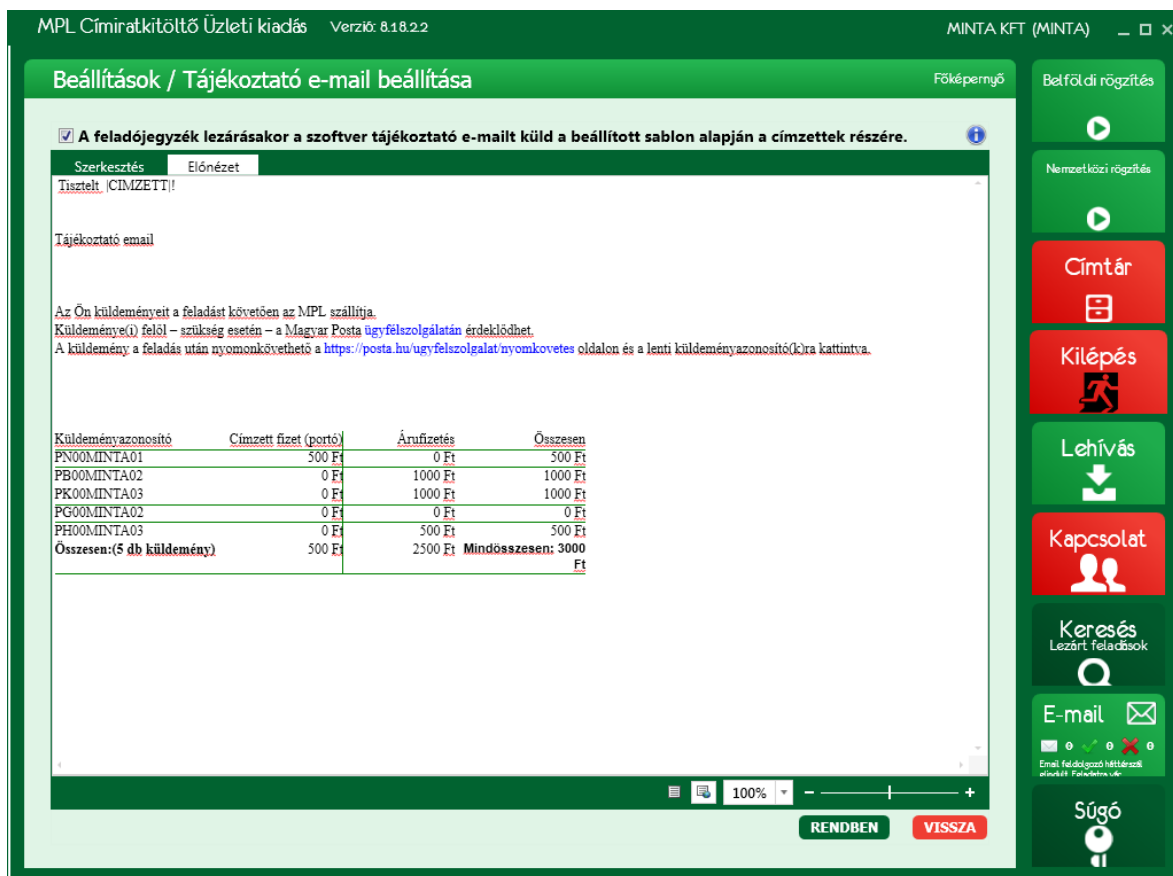 MPL Címiratkitöltő Üzleti kiadás Verzió: 8.18.2.2
MINTA KFT (MINTA)
Beállítások / Tájékoztató e-mail beállítása
Főképernyő
A feladójegyzék lezárásakor a szoftver tájékoztató e-mailt küld a beállított sablon alapján a címzettek részére.
Szerkesztés Előnézet
Tisztelt |CIMZETT|!
Tájékoztató email
Az Ön küldeményeit a feladást követően az MPL szállítja.
Küldeménye(i) felől – szükség esetén – a Magyar Posta ügyfélszolgálatán érdeklődhet.
A küldemény a feladás után nyomonkövethető a https://posta.hu/ugyfelszolgalat/nyomkovetes oldalon és a lenti küldeményazonosító(k)ra kattintva.
Küldeményazonosító Címzett fizet (portó) Árufizetés Összesen
PN00MINTA01 500 Ft 0 Ft 500 Ft
PB00MINTA02 0 Ft 1000 Ft 1000 Ft
PK00MINTA03 0 Ft 1000 Ft 1000 Ft
PG00MINTA02 0 Ft 0 Ft 0 Ft
PH00MINTA03 0 Ft 500 Ft 500 Ft
Összesen:(5 db küldemény) 500 Ft 2500 Ft Mindösszesen: 3000
Ft
100%
RENDBEN VISSZA
Belföldi rögzítés
Nemzetközi rögzítés
Címtár
Kilépés
Lehívás
Kapcsolat
Keresés
Lezárt feladások
E-mail
0 0 0
Email feldolgozó háttérszál
elindult. Feladatra vár.
Súgó